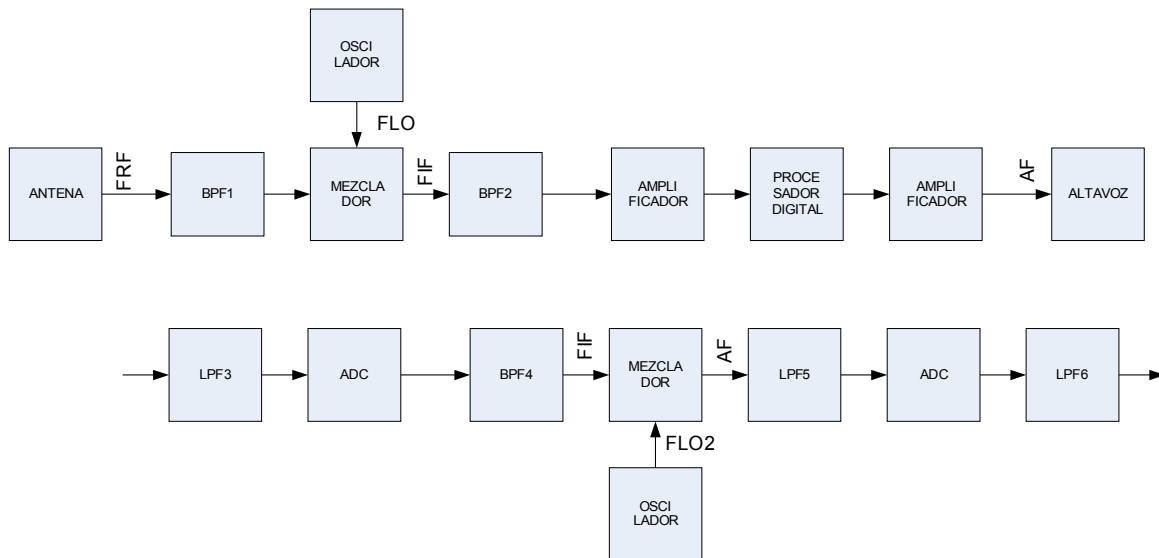 OSCI
LADOR
FLO
ANTENA
FRF
BPF1
MEZCLA
DOR
FIF
BPF2
AMPLI
FICADOR
PROCE
SADOR
DIGITAL
AMPLI
FICADOR
AF
ALTAVOZ
LPF3
ADC
BPF4
FIF
MEZCLA
DOR
AF
LPF5
ADC
LPF6
FLO2
OSCI
LADOR